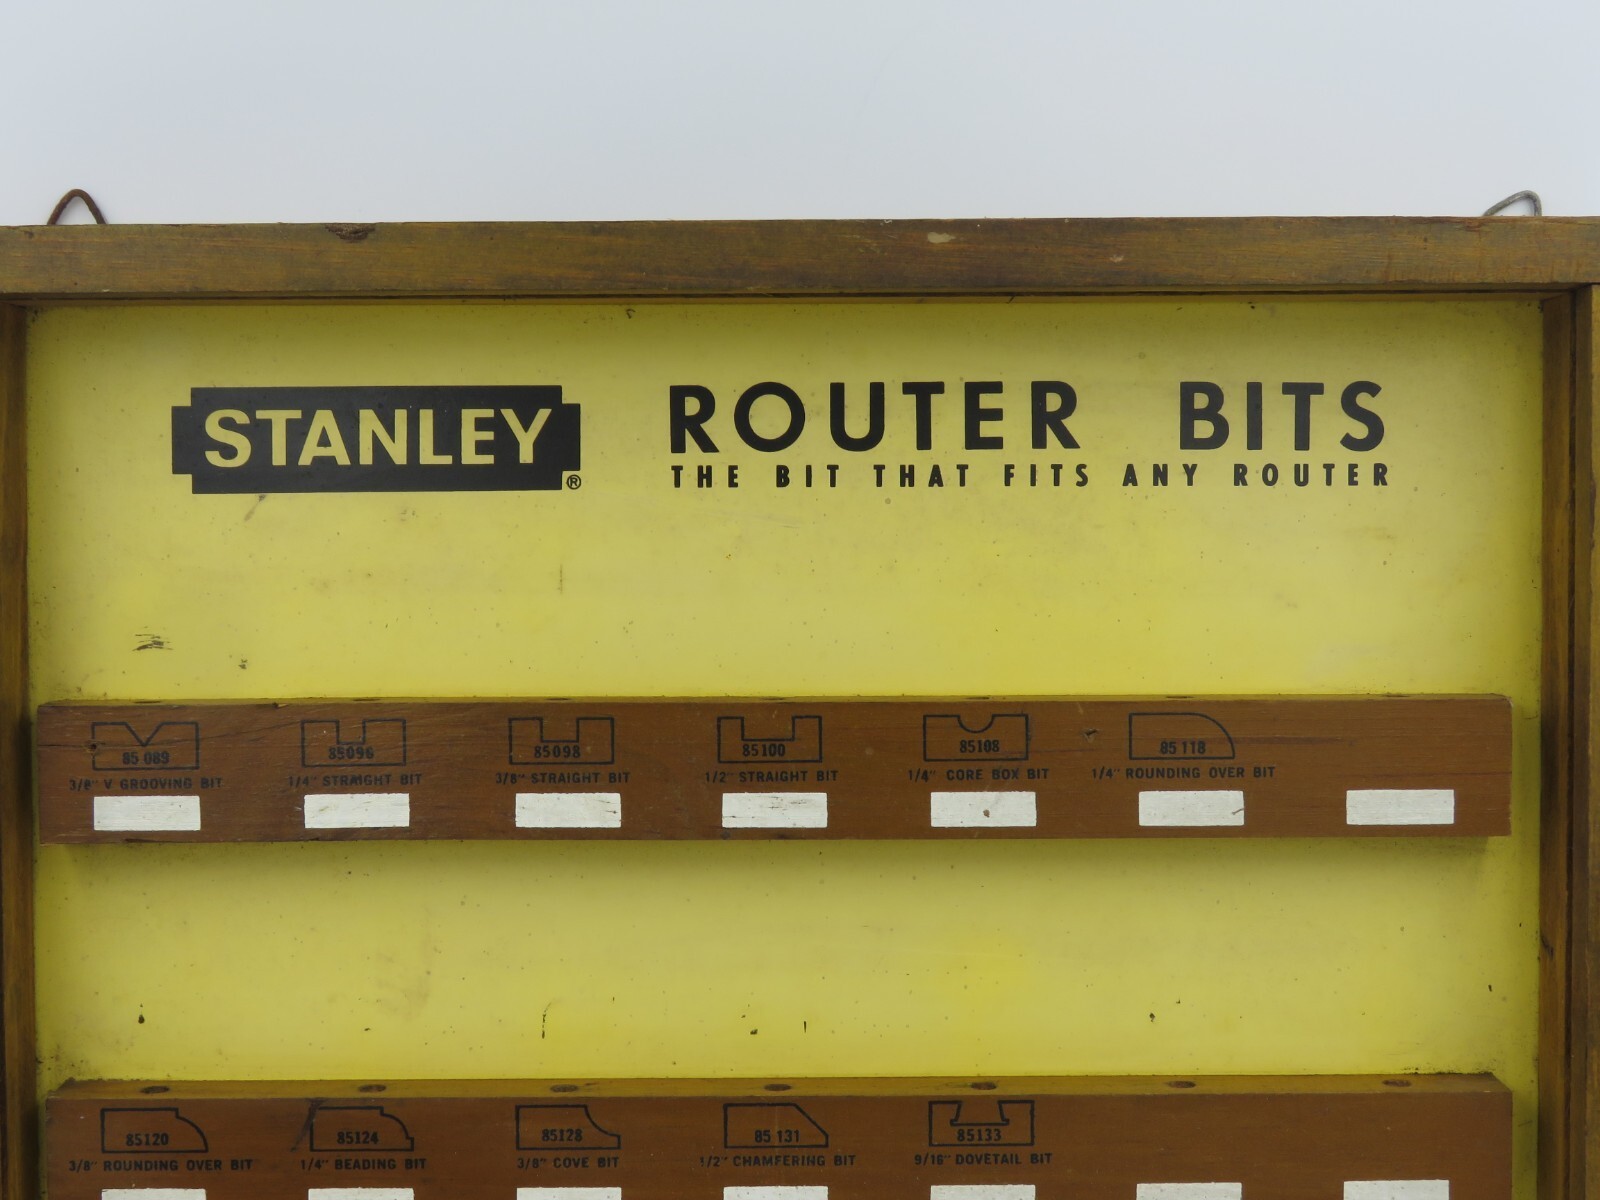 STANLEY®
ROUTER BITS
THE BIT THAT FITS ANY ROUTER
85 089 85096 85098 85100 85108 85 118
3/8" V GROOVING BIT 1/4" STRAIGHT BIT 3/8" STRAIGHT BIT 1/2" STRAIGHT BIT 1/4" CORE BOX BIT 1/4" ROUNDING OVER BIT
85120 85124 85128 85 131 85133
3/8" ROUNDING OVER BIT 1/4" BEADING BIT 3/8" COVE BIT 1/2" CHAMFERING BIT 9/16" DOVETAIL BIT